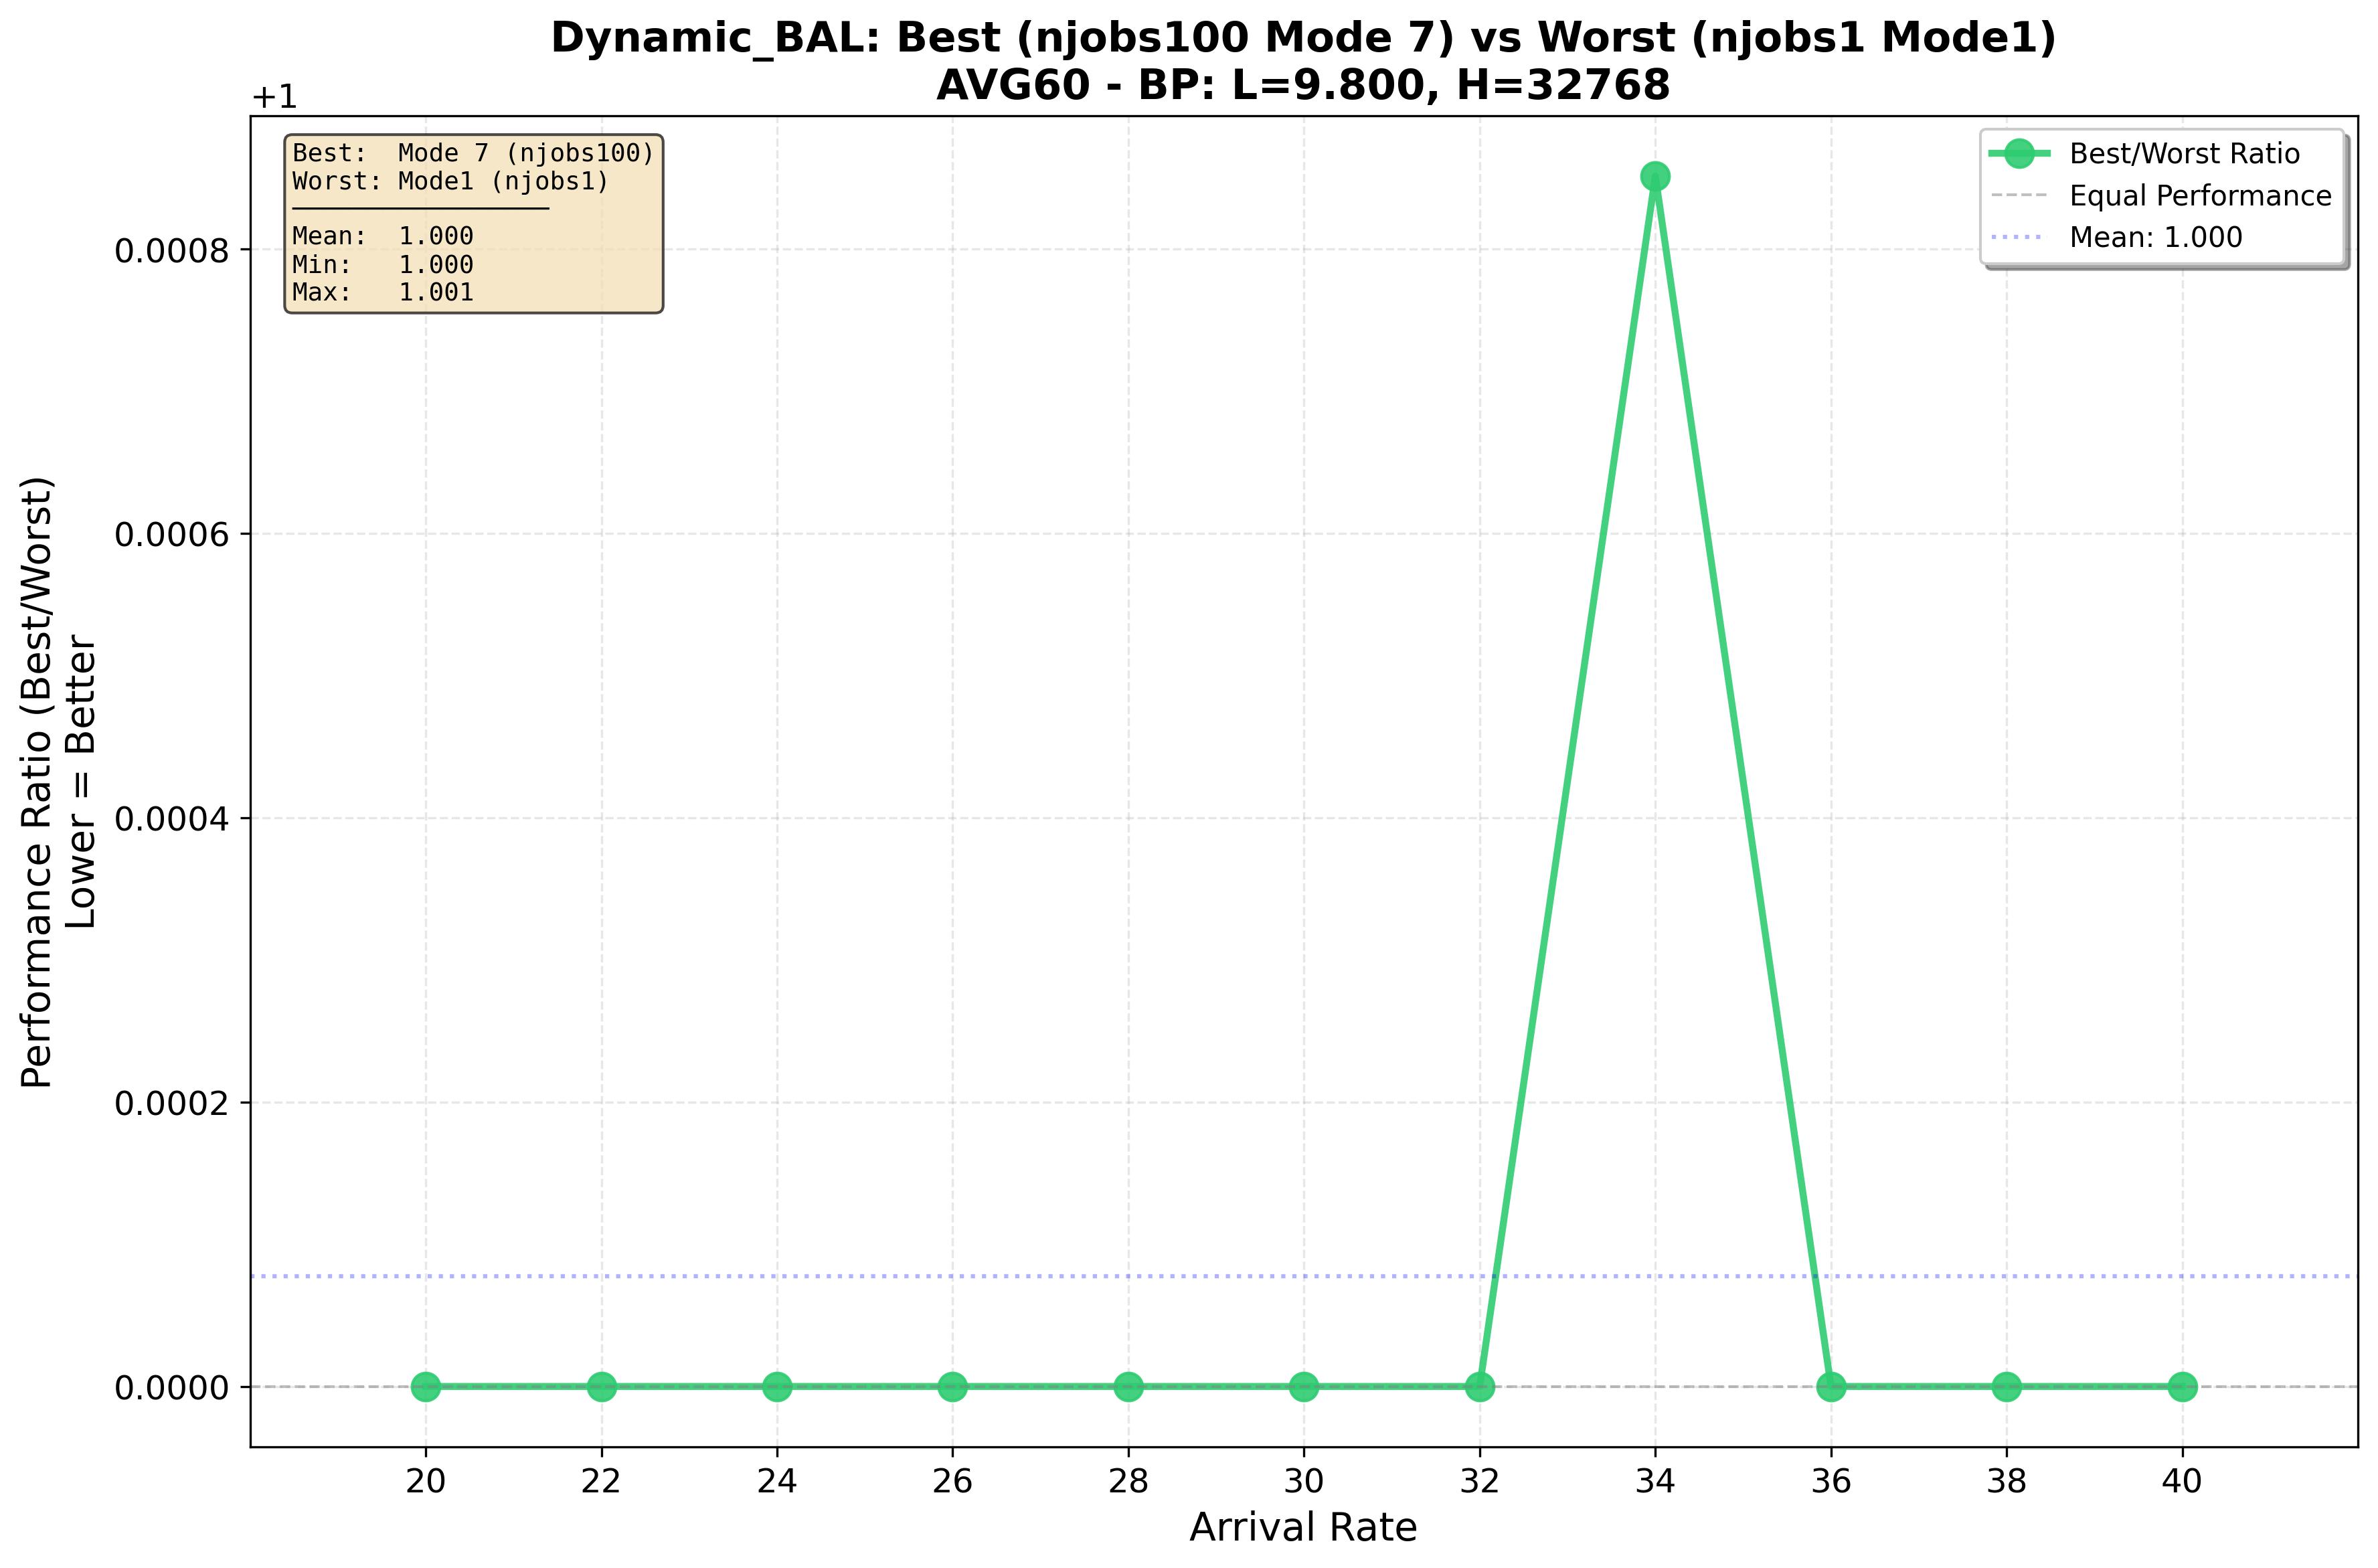 Dynamic_BAL: Best (njobs100 Mode 7) vs Worst (njobs1 Mode1)
AVG60 - BP: L=9.800, H=32768
+1
Best:  Mode 7 (njobs100)
Worst: Mode1 (njobs1)
Mean:  1.000
Min:   1.000
Max:   1.001
Best/Worst Ratio
Equal Performance
Mean: 1.000
Performance Ratio (Best/Worst)
Lower = Better
0.0008
0.0006
0.0004
0.0002
0.0000
20 22 24 26 28 30 32 34 36 38 40
Arrival Rate